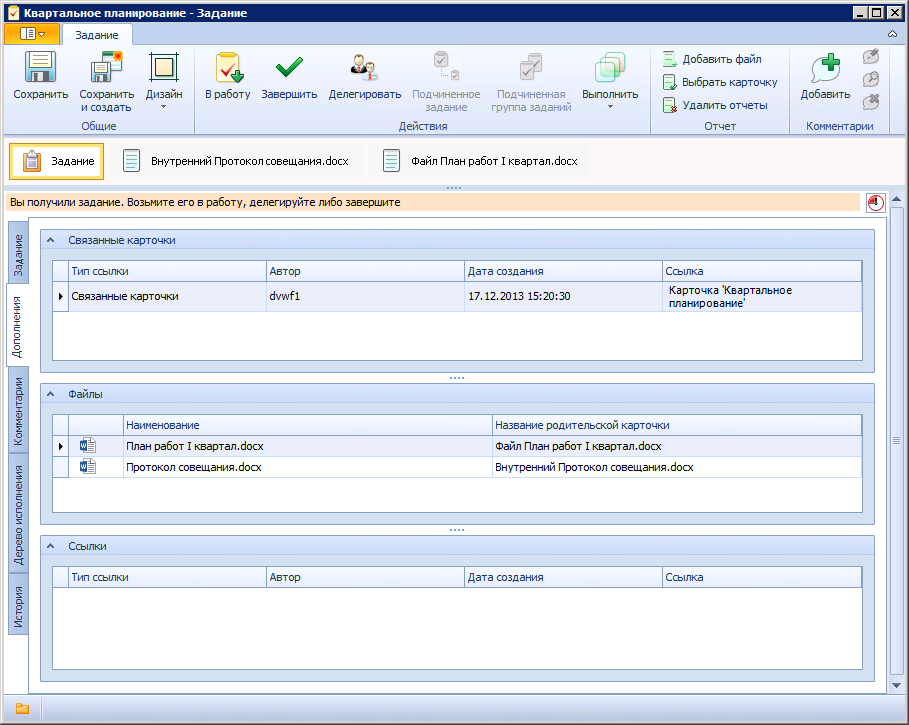 Квартальное планирование - Задание
Задание
Сохранить
Сохранить
и создать
Дизайн
Общие
В работу
Завершить
Делегировать
Подчиненное
задание
Подчиненная
группа заданий
Выполнить
Действия
Добавить файл
Выбрать карточку
Удалить отчеты
Отчет
Добавить
Комментарии
Задание
Внутренний Протокол совещания.docx
Файл План работ I квартал.docx
Вы получили задание. Возьмите его в работу, делегируйте либо завершите
Задание
Дополнения
Комментарии
Дерево исполнения
История
Связанные карточки
Тип ссылки Автор Дата создания Ссылка
Связанные карточки dvwf1 17.12.2013 15:20:30 Карточка 'Квартальное
планирование'
Файлы
Наименование Название родительской карточки
План работ I квартал.docx Файл План работ I квартал.docx
Протокол совещания.docx Внутренний Протокол совещания.docx
Ссылки
Тип ссылки Автор Дата создания Ссылка